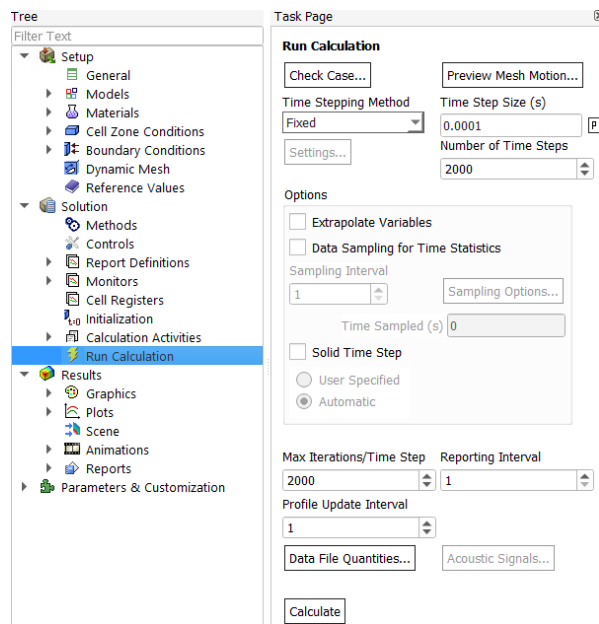 Tree
Filter Text
Setup
General
Models
Materials
Cell Zone Conditions
Boundary Conditions
Dynamic Mesh
Reference Values
Solution
Methods
Controls
Report Definitions
Monitors
Cell Registers
t=0 Initialization
Calculation Activities
Run Calculation
Results
Graphics
Plots
Scene
Animations
Reports
Parameters & Customization
Task Page
Run Calculation
Check Case... Preview Mesh Motion...
Time Stepping Method Time Step Size (s)
Fixed 0.0001 P
Settings... Number of Time Steps
2000
Options
Extrapolate Variables
Data Sampling for Time Statistics
Sampling Interval
1 Sampling Options...
Time Sampled (s) 0
Solid Time Step
User Specified
Automatic
Max Iterations/Time Step Reporting Interval
2000 1
Profile Update Interval
1
Data File Quantities... Acoustic Signals...
Calculate